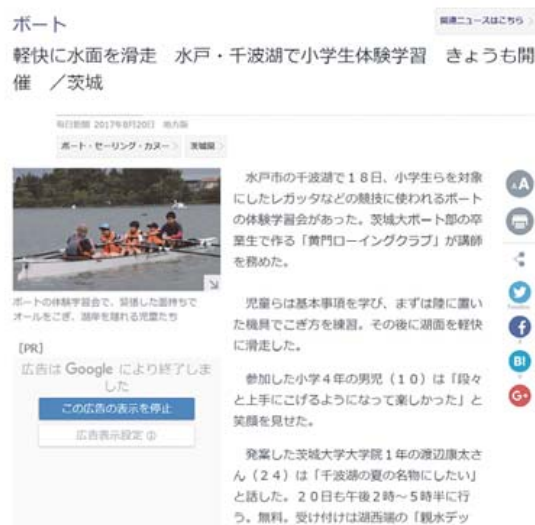 ボート
関連ニュースはこちら
軽快に水面を滑走　水戸・千波湖で小学生体験学習　きょうも開
催　／茨城
毎日新聞 2017年8月20日　地方版
ボート・セーリング・カヌー
茨城県
水戸市の千波湖で１８日、小学生らを対象
にしたレガッタなどの競技に使われるボート
の体験学習会があった。茨城大ボート部の卒
業生で作る「黄門ローイングクラブ」が講師
を務めた。
ボートの体験学習会で、緊張した面持ちで
オールをこぎ、湖岸を離れる児童たち
児童らは基本事項を学び、まずは陸に置い
た機具でこぎ方を練習。その後に湖面を軽快
に滑走した。
[PR]
広告は Google により終了しま
した
この広告の表示を停止
広告表示設定
参加した小学４年の男児（１０）は「段々
と上手にこげるようになって楽しかった」と
笑顔を見せた。
発案した茨城大学大学院１年の渡辺康太さ
ん（２４）は「千波湖の夏の名物にしたい」
と話した。２０日も午後２時～５時半に行
う。無料。受け付けは湖西端の「親水デッ
AA
B!
G+